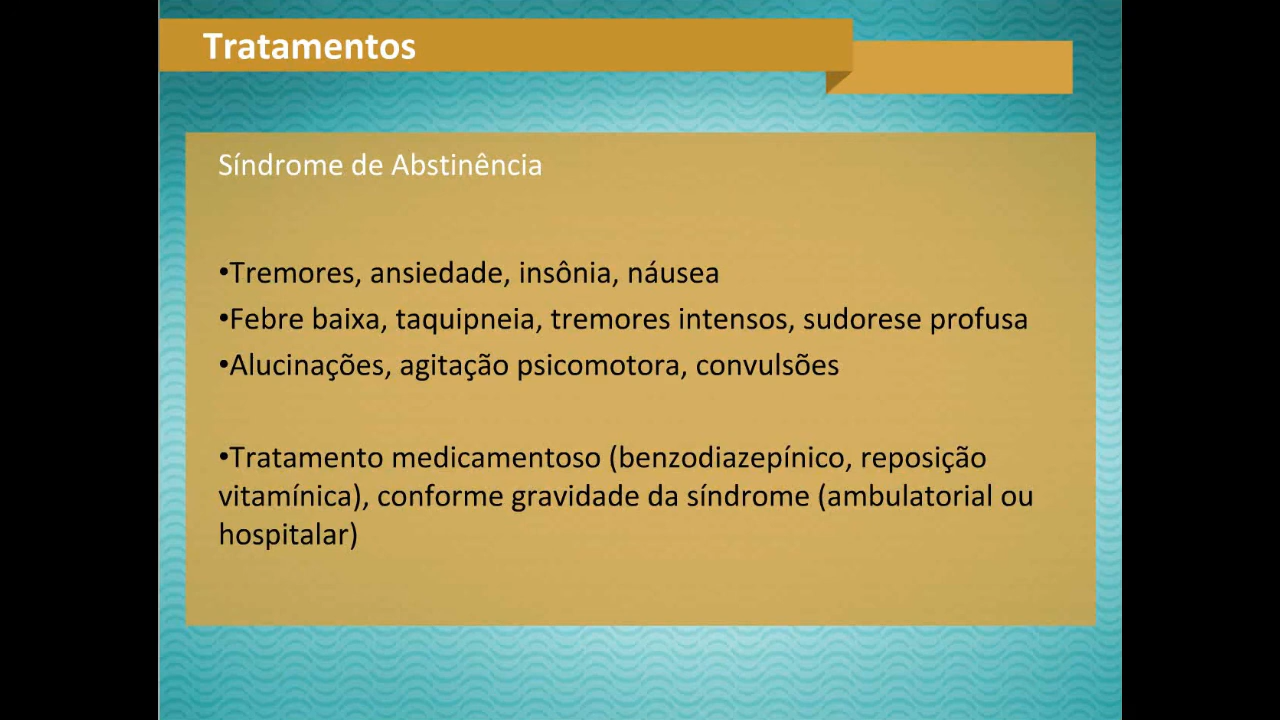 Tratamentos
Síndrome de Abstinência
•Tremores, ansiedade, insônia, náusea
•Febre baixa, taquipneia, tremores intensos, sudorese profusa
•Alucinações, agitação psicomotora, convulsões
•Tratamento medicamentoso (benzodiazepínico, reposição
vitamínica), conforme gravidade da síndrome (ambulatorial ou
hospitalar)